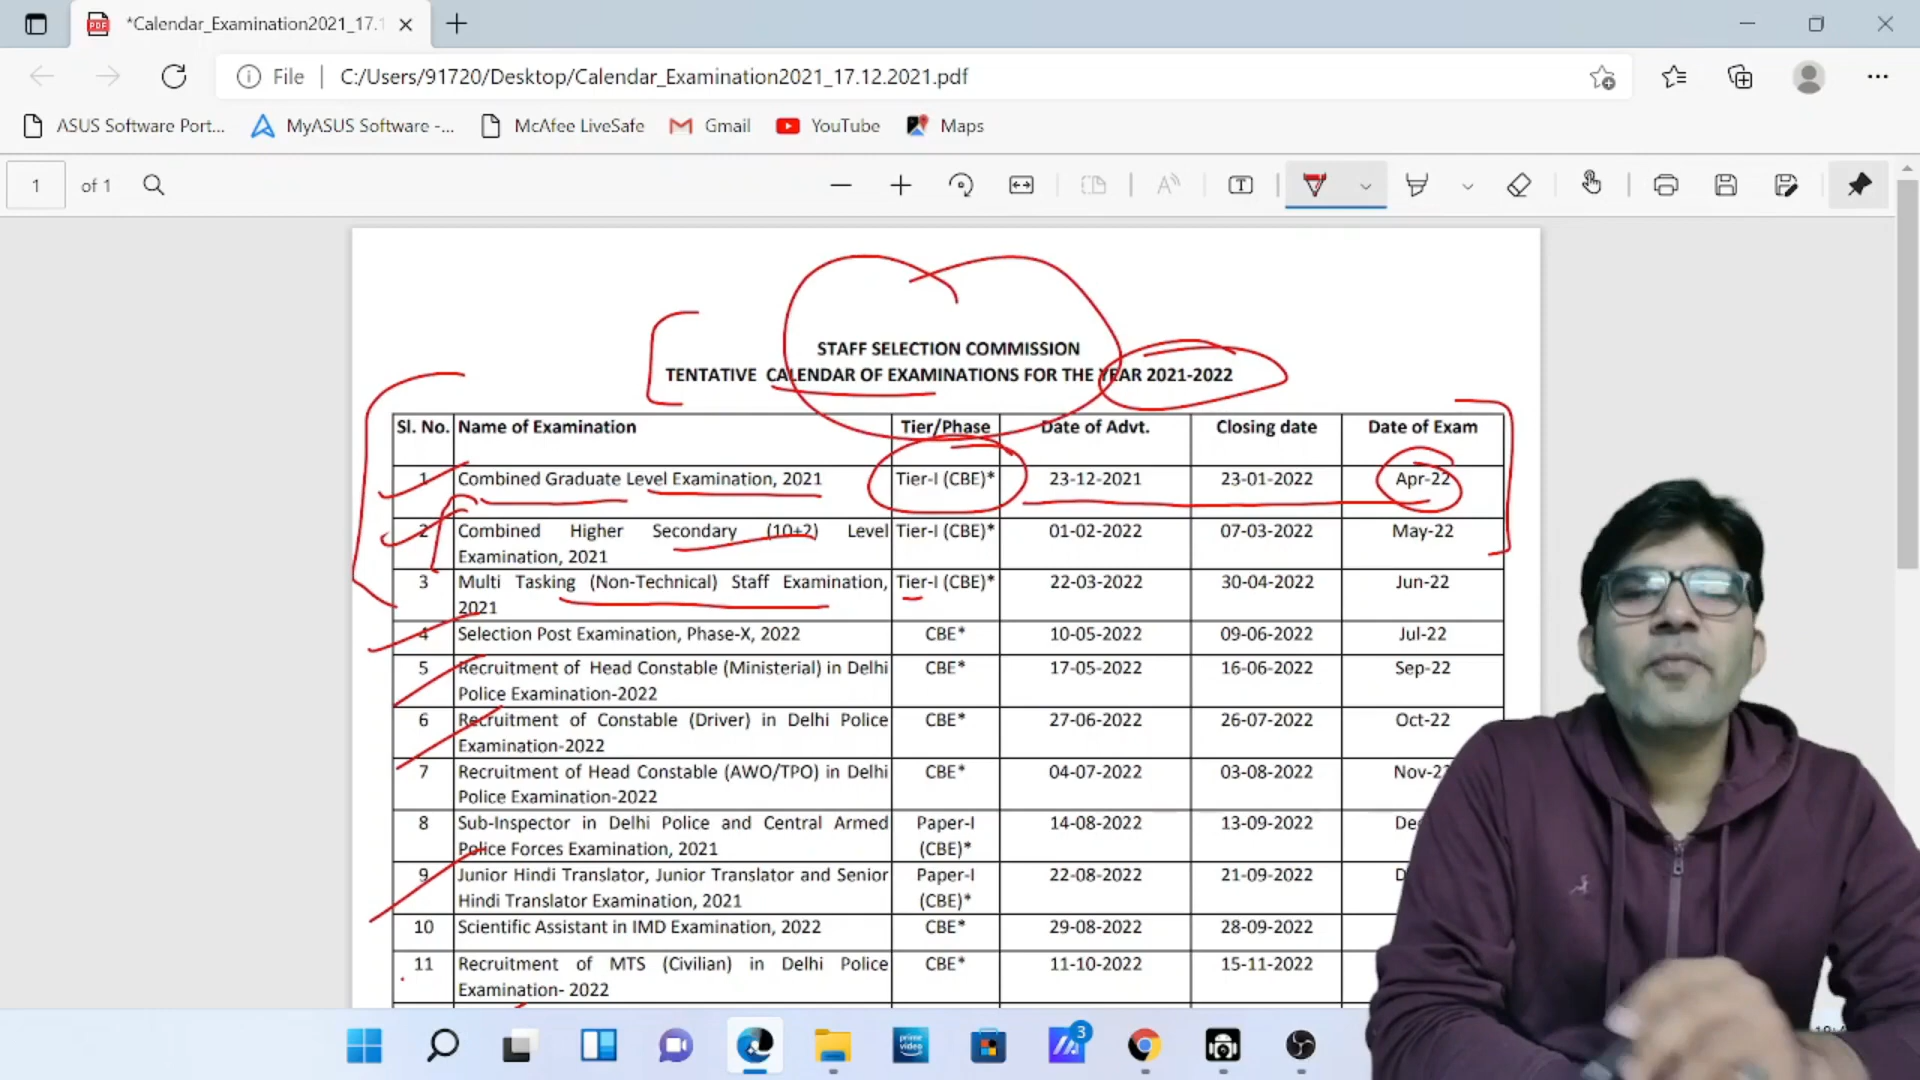 *Calendar_Examination2021_17.1
File
C:/Users/91720/Desktop/Calendar_Examination2021_17.12.2021.pdf
ASUS Software Port...
MyASUS Software -...
McAfee LiveSafe
Gmail
YouTube
Maps
1 of 1
STAFF SELECTION COMMISSION
TENTATIVE CALENDAR OF EXAMINATIONS FOR THE YEAR 2021-2022
Sl. No. Name of Examination Tier/Phase Date of Advt. Closing date Date of Exam
1 Combined Graduate Level Examination, 2021 Tier-I (CBE)* 23-12-2021 23-01-2022 Apr-22
2 Combined Higher Secondary (10+2) Level Tier-I (CBE)* 01-02-2022 07-03-2022 May-22
Examination, 2021
3 Multi Tasking (Non-Technical) Staff Examination, Tier-I (CBE)* 22-03-2022 30-04-2022 Jun-22
2021
4 Selection Post Examination, Phase-X, 2022 CBE* 10-05-2022 09-06-2022 Jul-22
5 Recruitment of Head Constable (Ministerial) in Delhi CBE* 17-05-2022 16-06-2022 Sep-22
Police Examination-2022
6 Recruitment of Constable (Driver) in Delhi Police CBE* 27-06-2022 26-07-2022 Oct-22
Examination-2022
7 Recruitment of Head Constable (AWO/TPO) in Delhi CBE* 04-07-2022 03-08-2022
Police Examination-2022
8 Sub-Inspector in Delhi Police and Central Armed Paper-I 14-08-2022 13-09-2022
Police Forces Examination, 2021 (CBE)*
9 Junior Hindi Translator, Junior Translator and Senior Paper-I 22-08-2022 21-09-2022
Hindi Translator Examination, 2021 (CBE)*
10 Scientific Assistant in IMD Examination, 2022 CBE* 29-08-2022 28-09-2022
11 Recruitment of MTS (Civilian) in Delhi Police CBE* 11-10-2022 15-11-2022
Examination- 2022
prime video
3